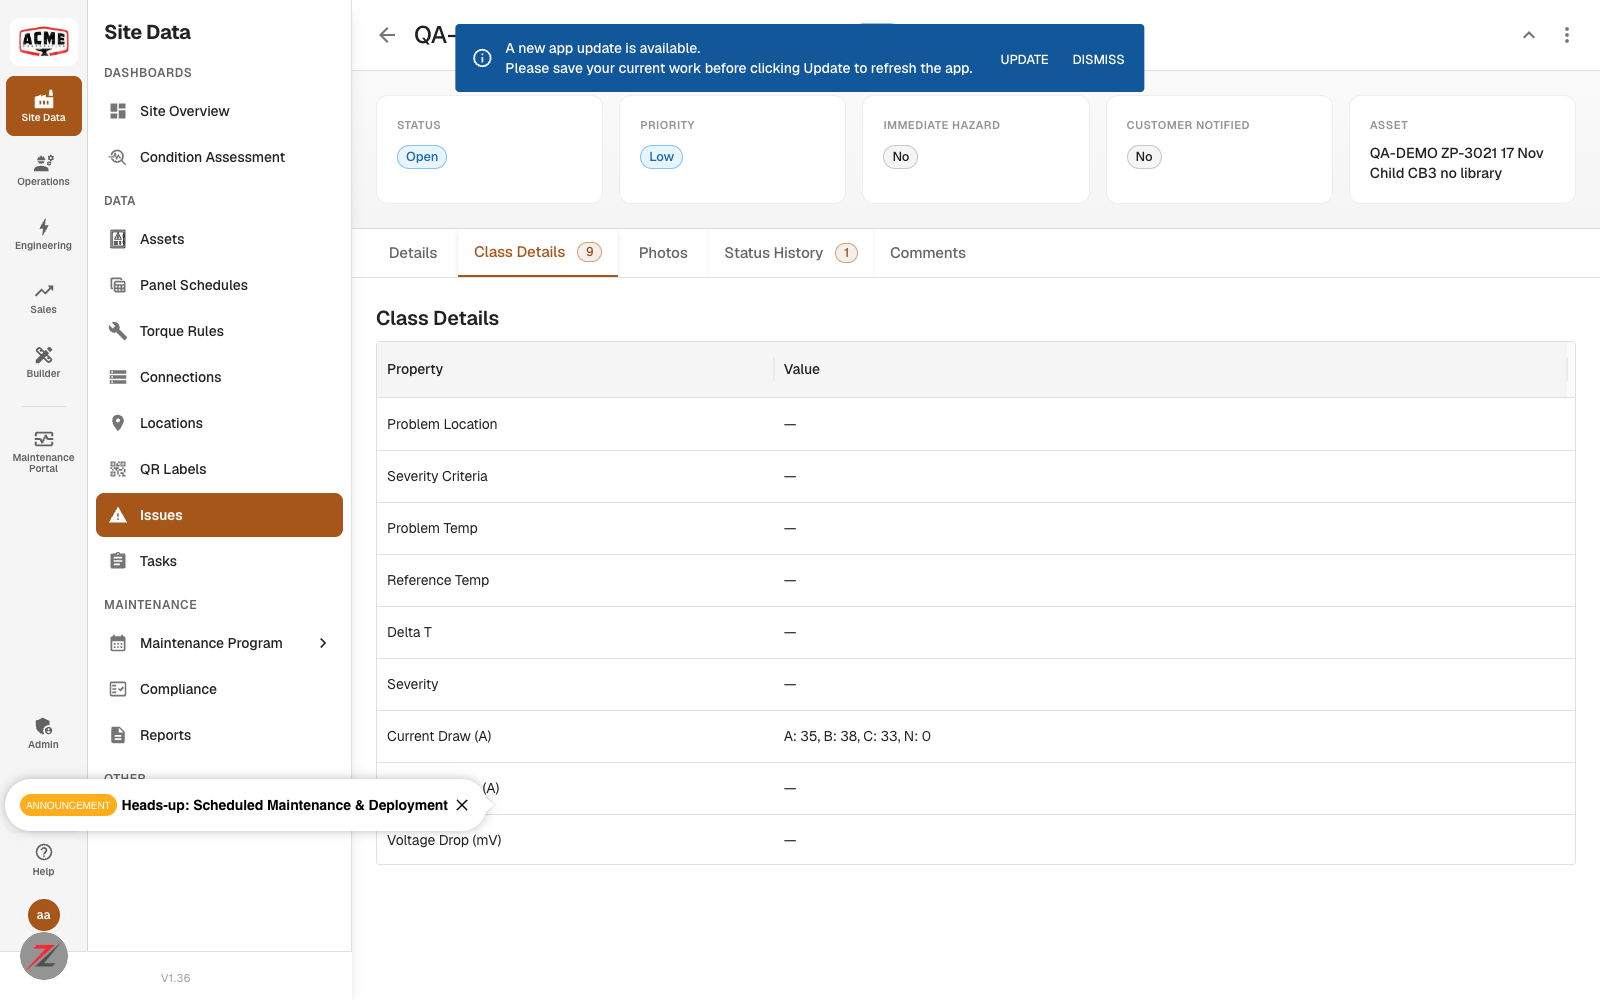 ACME
Site Data
Operations
Engineering
Sales
Builder
Maintenance
Portal
Admin
Help
aa
Site Data
DASHBOARDS
Site Overview
Condition Assessment
DATA
Assets
Panel Schedules
Torque Rules
Connections
Locations
QR Labels
Issues
Tasks
MAINTENANCE
Maintenance Program
Compliance
Reports
OTHER
ANNOUNCEMENT Heads-up: Scheduled Maintenance & Deployment
V1.36
QA-
A new app update is available.
Please save your current work before clicking Update to refresh the app.
UPDATE DISMISS
STATUS
Open
PRIORITY
Low
IMMEDIATE HAZARD
No
CUSTOMER NOTIFIED
No
ASSET
QA-DEMO ZP-3021 17 Nov
Child CB3 no library
Details Class Details 9 Photos Status History 1 Comments
Class Details
Property Value
Problem Location —
Severity Criteria —
Problem Temp —
Reference Temp —
Delta T —
Severity —
Current Draw (A) A: 35, B: 38, C: 33, N: 0
(A) —
Voltage Drop (mV) —